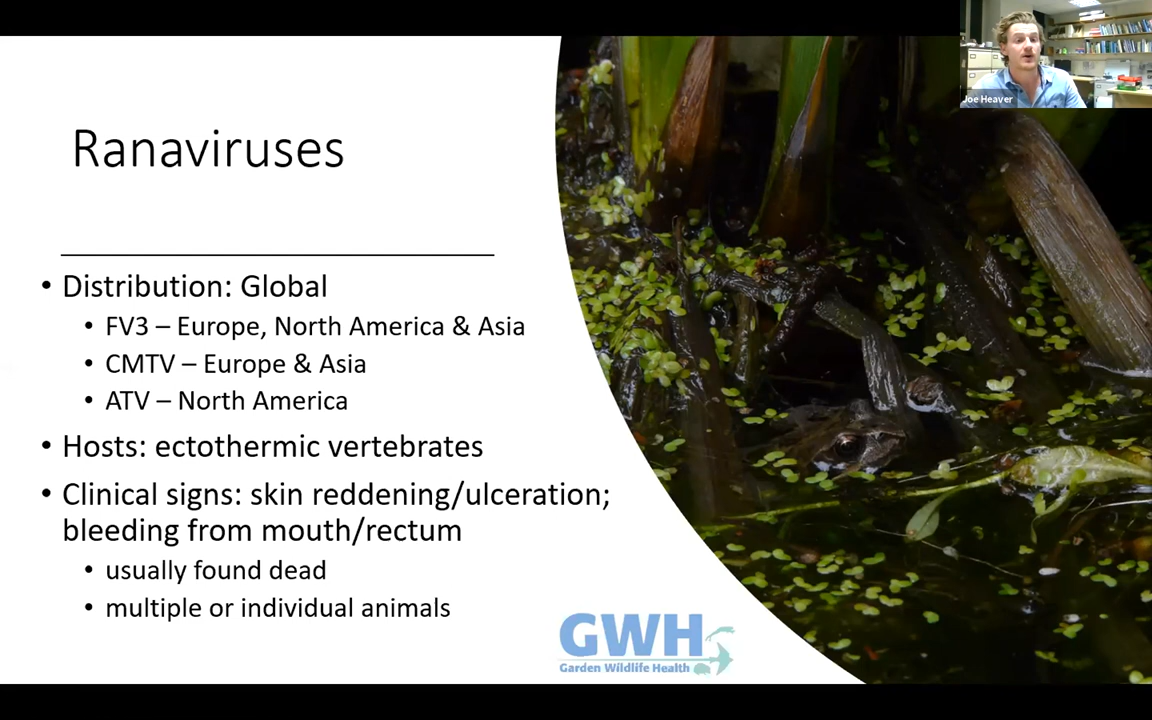 Joe Heaver
Ranaviruses
• Distribution: Global
• FV3 – Europe, North America & Asia
• CMTV – Europe & Asia
• ATV – North America
• Hosts: ectothermic vertebrates
• Clinical signs: skin reddening/ulceration;
bleeding from mouth/rectum
• usually found dead
• multiple or individual animals
GWH
Garden Wildlife Health